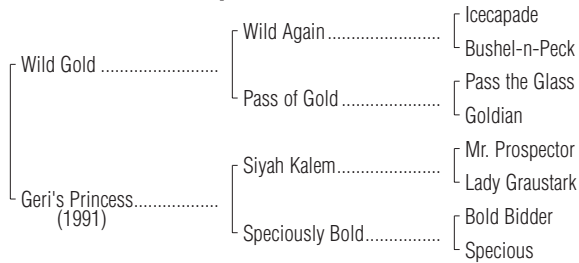 Icecapade
Wild Again
Bushel-n-Peck
Wild Gold
Pass the Glass
Pass of Gold
Goldian
Mr. Prospector
Siyah Kalem
Lady Graustark
Geri's Princess
(1991)
Bold Bidder
Speciously Bold
Specious